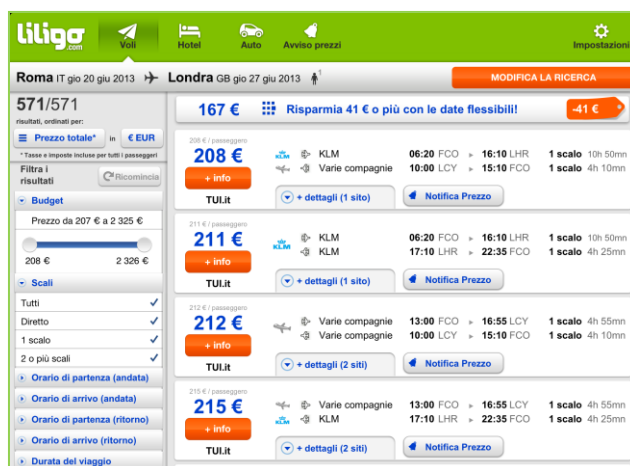 liligo.com
Voli
Hotel
Auto
Avviso prezzi
Impostazioni
Roma IT gio 20 giu 2013 Londra GB gio 27 giu 2013 1
MODIFICA LA RICERCA
571/571
risultati, ordinati per:
Prezzo totale* in € EUR
* Tasse e imposte incluse per tutti i passeggeri
Filtra i risultati
Ricomincia
Budget
Prezzo da 207 € a 2 325 €
208 € 2 326 €
Scali
Tutti
Diretto
1 scalo
2 o più scali
Orario di partenza (andata)
Orario di arrivo (andata)
Orario di partenza (ritorno)
Orario di arrivo (ritorno)
Durata del viaggio
167 € Risparmia 41 € o più con le date flessibili! -41 €
208 € / passeggero
208 €
+ info
TUI.it
KLM KLM 06:20 FCO 16:10 LHR 1 scalo 10h 50mn
Varie compagnie 10:00 LCY 15:10 FCO 1 scalo 4h 10mn
+ dettagli (1 sito) Notifica Prezzo
211 € / passeggero
211 €
+ info
TUI.it
KLM KLM 06:20 FCO 16:10 LHR 1 scalo 10h 50mn
KLM 17:10 LHR 22:35 FCO 1 scalo 4h 25mn
+ dettagli (1 sito) Notifica Prezzo
212 € / passeggero
212 €
+ info
TUI.it
Varie compagnie 13:00 FCO 16:55 LCY 1 scalo 4h 55mn
Varie compagnie 10:00 LCY 15:10 FCO 1 scalo 4h 10mn
+ dettagli (2 siti) Notifica Prezzo
215 € / passeggero
215 €
+ info
TUI.it
Varie compagnie 13:00 FCO 16:55 LCY 1 scalo 4h 55mn
KLM KLM 17:10 LHR 22:35 FCO 1 scalo 4h 25mn
+ dettagli (2 siti) Notifica Prezzo